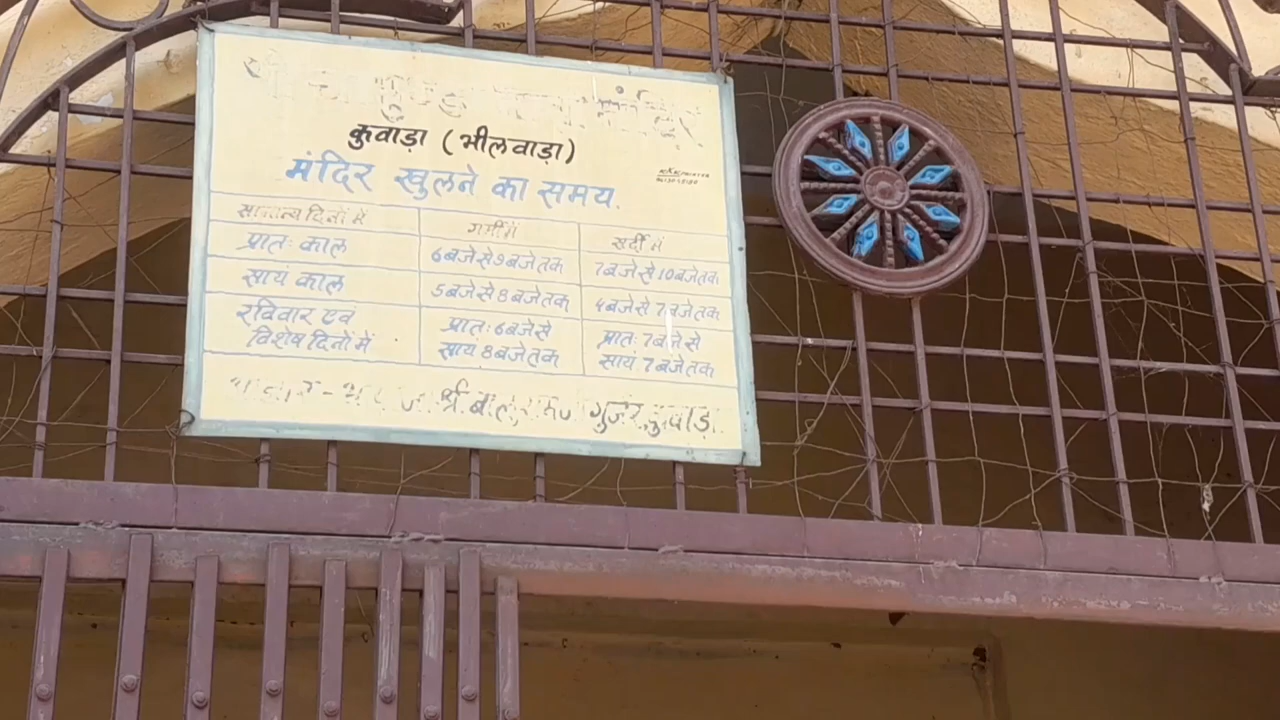 कुवाड़ा (भीलवाड़ा)
मंदिर खुलने का समय.
सामान्य दिनों में गर्मी में सर्दी में
प्रातः काल 6 बजे से 9 बजे तक 7 बजे से 10 बजे तक
सायं काल 5 बजे से 8 बजे तक 4 बजे से 7 बजे तक
रविवार एवं विशेष दिनों में प्रातः 6 बजे से सायं 8 बजे तक प्रातः 7 बजे से सायं 7 बजे तक
श्री गुर्जर कुवाड़ा